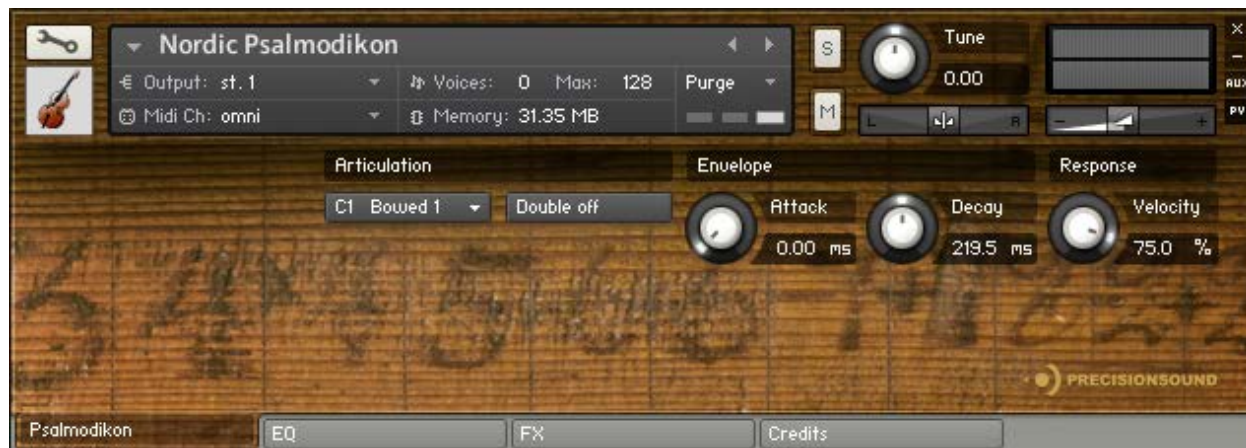 Nordic Psalmodikon
S
Tune
x
Output: st. 1
Voices: 0 Max: 128
Purge
0.00
AUX
Midi Ch: omni
Memory: 31.35 MB
M
L R
- +
PV
Articulation
Envelope
Response
C1 Bowed 1
Double off
Attack
Decay
Velocity
0.00 ms
219.5 ms
75.0 %
PRECISIONSOUND
Psalmodikon
EQ
FX
Credits